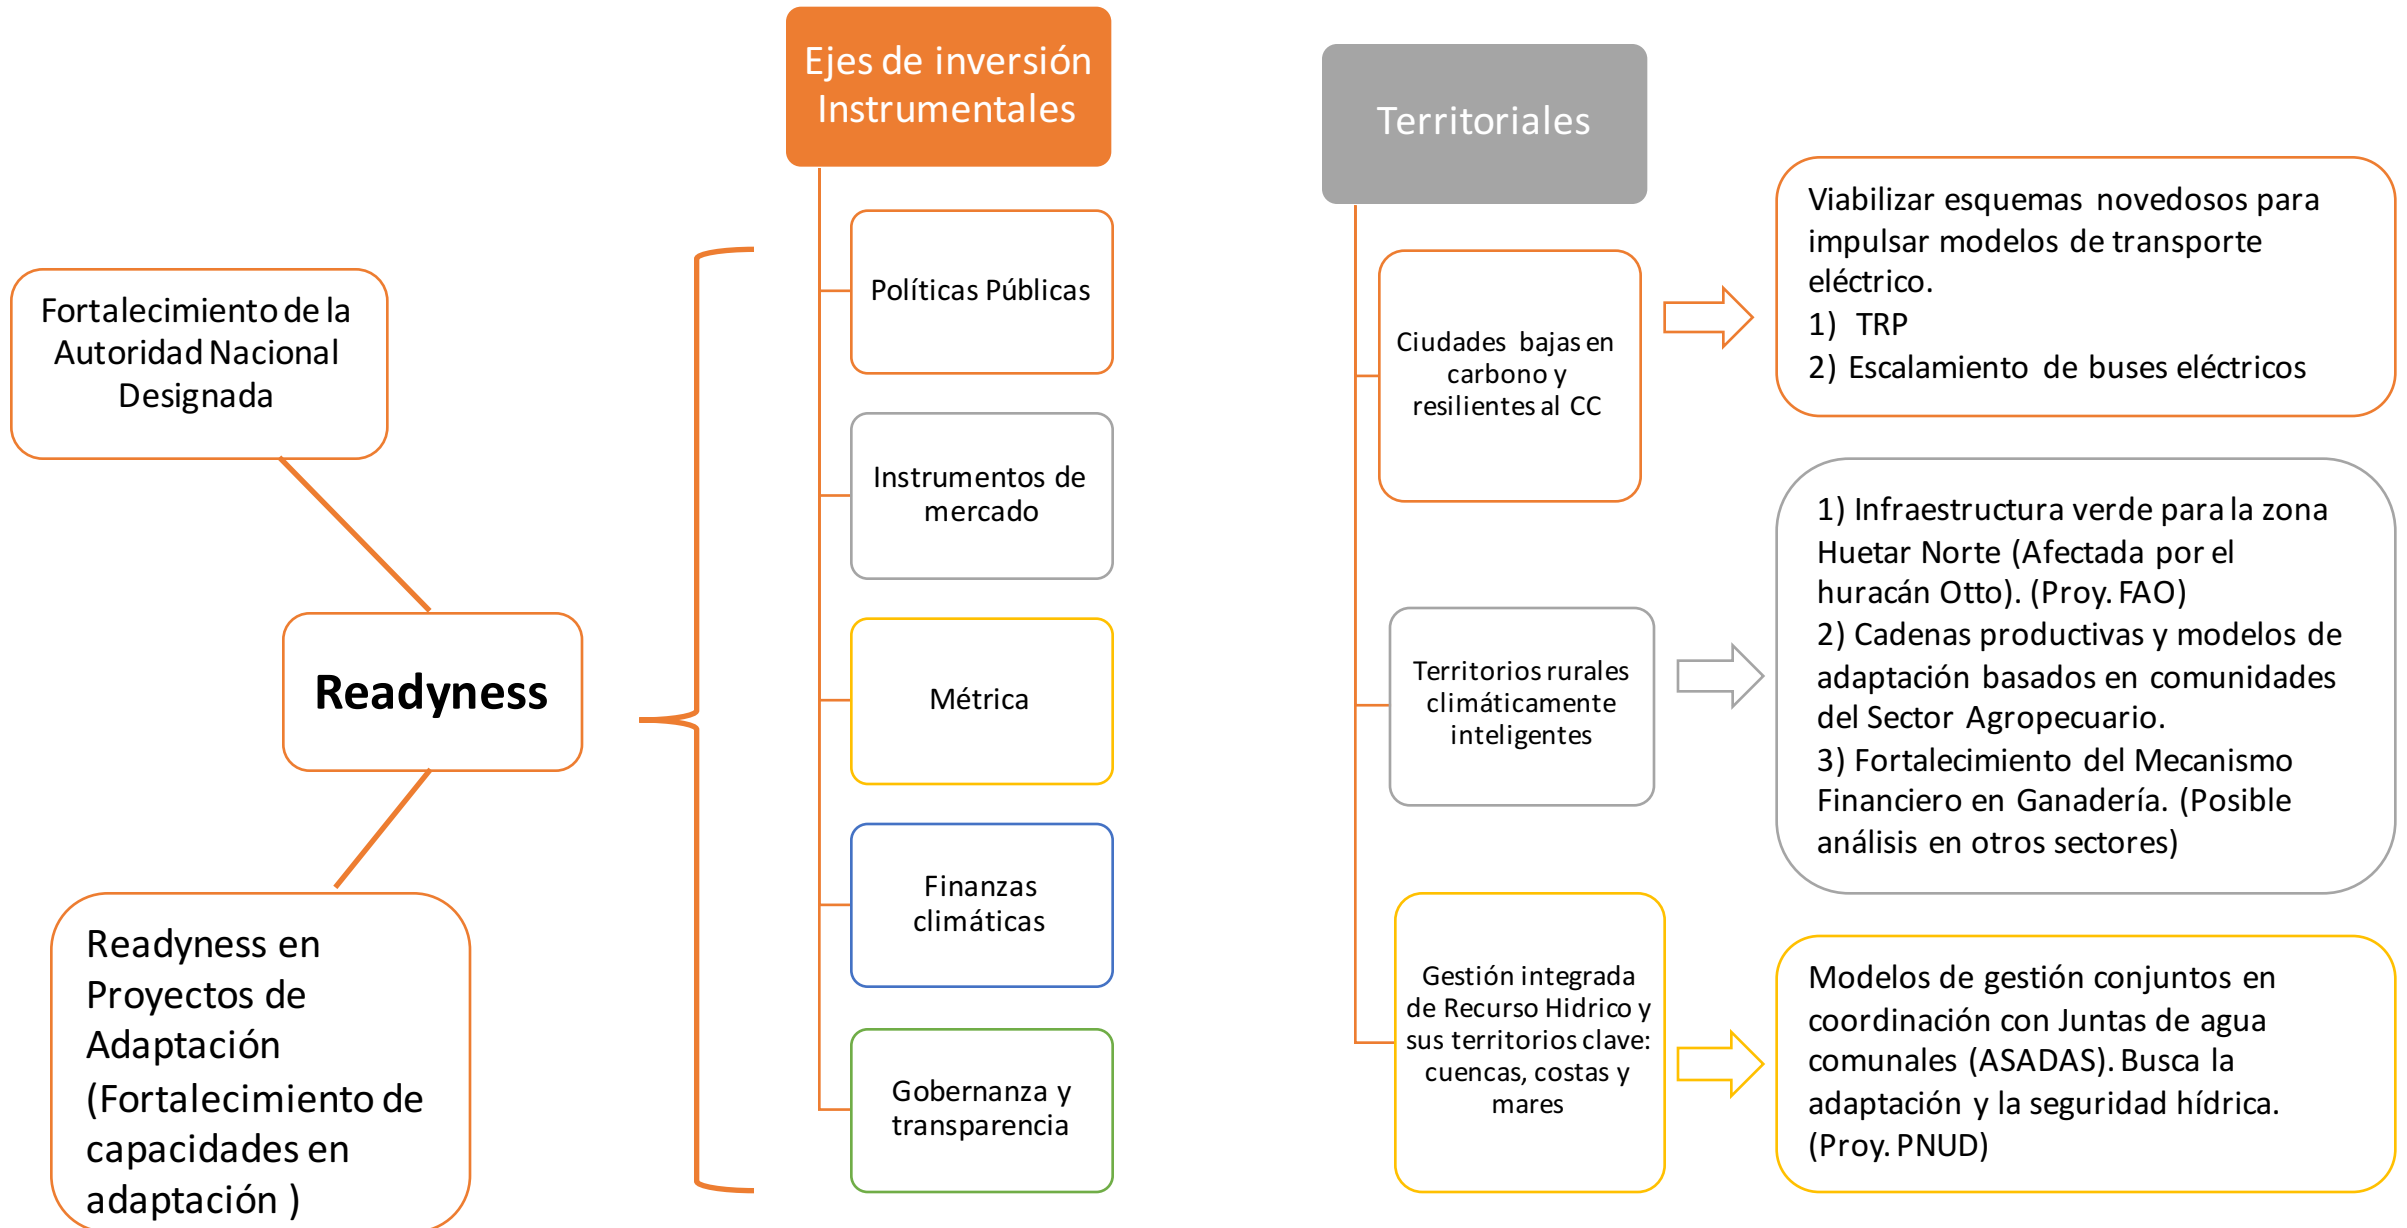 Fortalecimiento de la
Autoridad Nacional
Designada
Readyness
Readyness en
Proyectos de
Adaptación
(Fortalecimiento de
capacidades en
adaptación )
Ejes de inversión
Instrumentales
Políticas Públicas
Instrumentos de
mercado
Métrica
Finanzas
climáticas
Gobernanza y
transparencia
Territoriales
Ciudades bajas en
carbono y
resilientes al CC
Viabilizar esquemas novedosos para
impulsar modelos de transporte
eléctrico.
1) TRP
2) Escalamiento de buses eléctricos
Territorios rurales
climáticamente
inteligentes
1) Infraestructura verde para la zona
Huetar Norte (Afectada por el
huracán Otto). (Proy. FAO)
2) Cadenas productivas y modelos de
adaptación basados en comunidades
del Sector Agropecuario.
3) Fortalecimiento del Mecanismo
Financiero en Ganadería. (Posible
análisis en otros sectores)
Gestión integrada
de Recurso Hidrico y
sus territorios clave:
cuencas, costas y
mares
Modelos de gestión conjuntos en
coordinación con Juntas de agua
comunales (ASADAS). Busca la
adaptación y la seguridad hídrica.
(Proy. PNUD)